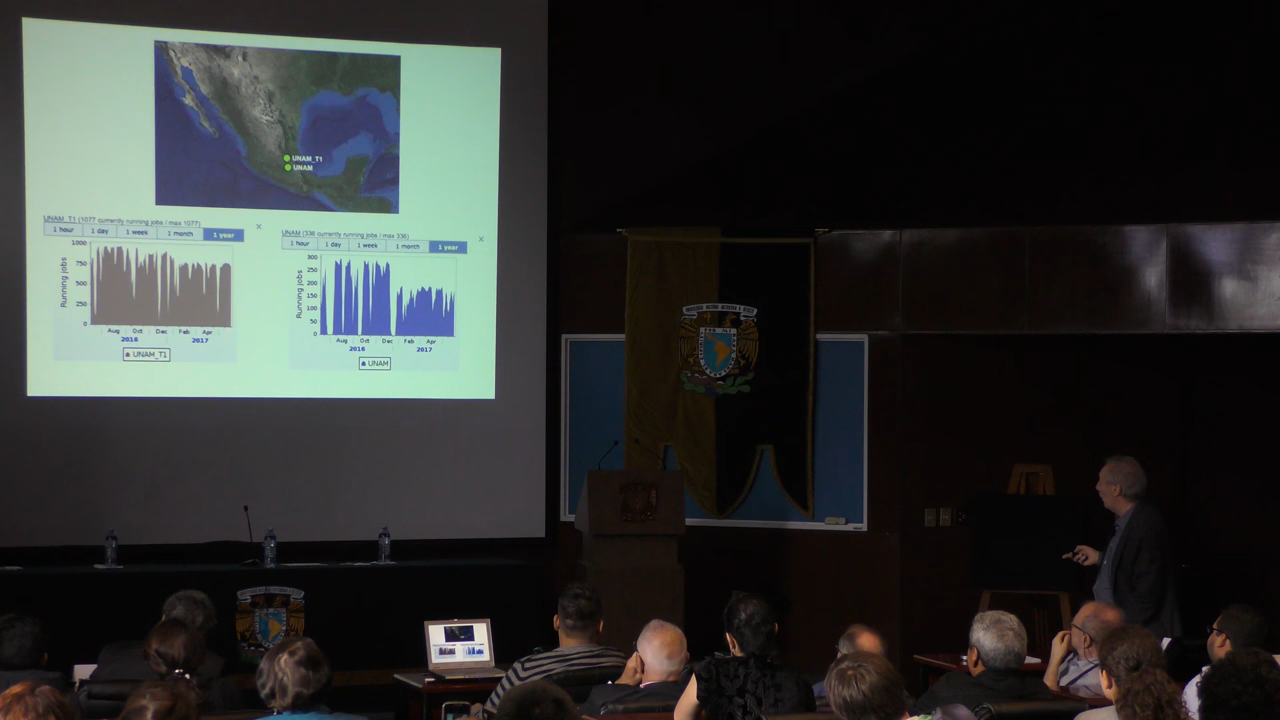 UNAM_T1
UNAM
UNAM_T1 (1077 currently running jobs / max 1077)
1 hour 1 day 1 week 1 month 1 year
Running jobs
1000
750
500
250
0
Aug Oct Dec Feb Apr
2016 2017
UNAM_T1
UNAM (336 currently running jobs / max 336)
1 hour 1 day 1 week 1 month 1 year
Running jobs
300
250
200
150
100
50
0
Aug Oct Dec Feb Apr
2016 2017
UNAM